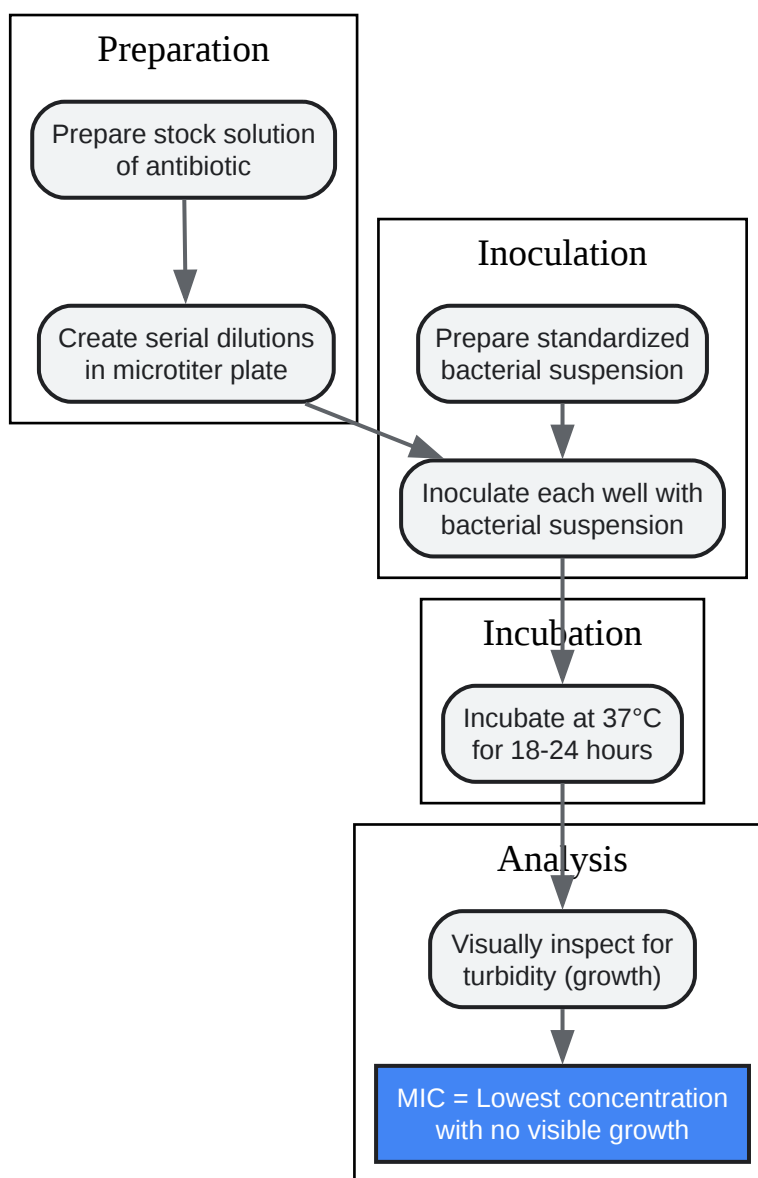 Preparation
Prepare stock solution
of antibiotic
Create serial dilutions
in microtiter plate
Inoculation
Prepare standardized
bacterial suspension
Inoculate each well with
bacterial suspension
Incubation
Incubate at 37°C
for 18-24 hours
Analysis
Visually inspect for
turbidity (growth)
MIC = Lowest concentration
with no visible growth